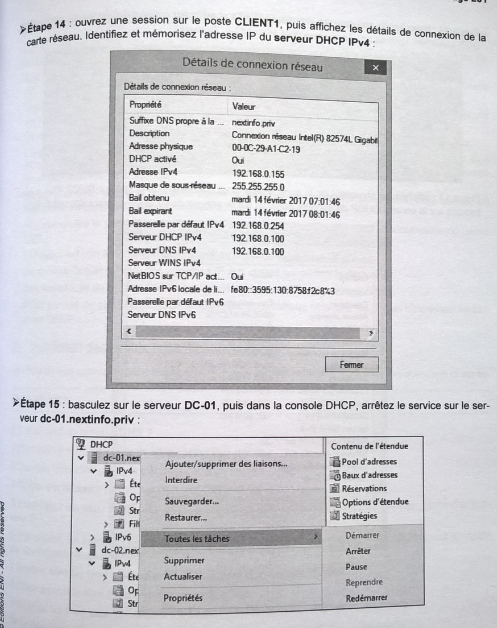 ➢Étape 14 : ouvrez une session sur le poste CLIENT1, puis affichez les détails de connexion de la
carte réseau. Identifiez et mémorisez l'adresse IP du serveur DHCP IPv4 :
Détails de connexion réseau
×
Détails de connexion réseau :
Propriété Valeur
Suffixe DNS propre à la ... nextinfo.priv
Description Connexion réseau Intel(R) 82574L Gigabit
Adresse physique 00-0C-29-A1-C2-19
DHCP activé Oui
Adresse IPv4 192.168.0.155
Masque de sous-réseau ... 255.255.255.0
Bail obtenu mardi 14 février 2017 07:01:46
Bail expirant mardi 14 février 2017 08:01:46
Passerelle par défaut IPv4 192.168.0.254
Serveur DHCP IPv4 192.168.0.100
Serveur DNS IPv4 192.168.0.100
Serveur WINS IPv4
NetBIOS sur TCP/IP act... Oui
Adresse IPv6 locale de li... fe80::3595:130:8758:f2c8%3
Passerelle par défaut IPv6
Serveur DNS IPv6
Fermer
➢Étape 15 : basculez sur le serveur DC-01, puis dans la console DHCP, arrêtez le service sur le ser-
veur dc-01.nextinfo.priv :
DHCP
dc-01.nex
IPv4
Éte
Op
Str
Filt
IPv6
dc-02.nex
IPv4
Éte
Op
Str
Ajouter/supprimer des liaisons...
Interdire
Sauvegarder...
Restaurer...
Toutes les tâches
Supprimer
Actualiser
Propriétés
Contenu de l'étendue
Pool d'adresses
Baux d'adresses
Réservations
Options d'étendue
Stratégies
Démarrer
Arrêter
Pause
Reprendre
Redémarrer
© Editions ENI - All rights reserved